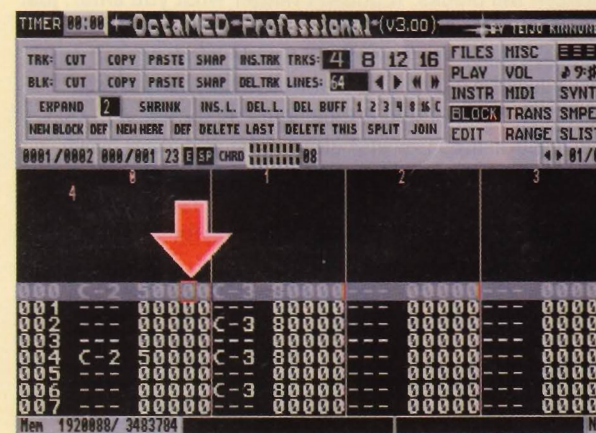 TIMER 00:00 OctaMED-Professional (V3.00) BY TEIJO KINNUNE
TRK: CUT COPY PASTE SWAP INS.TRK TRKS: 4 8 12 16 FILES MISC
BLK: CUT COPY PASTE SWAP DEL.TRK LINES: 64 PLAY VOL
EXPAND 2 SHRINK INS.L. DEL.L. DEL BUFF 1 2 3 4 8 16 C INSTR MIDI SYNT
NEW BLOCK DEF NEW HERE DEF DELETE LAST DELETE THIS SPLIT JOIN BLOCK TRANS SMPE
EDIT RANGE SLIST
0001/0002 000/001 23 E SP CHRD 08 01/0
4 0 1 2 3
000 C-2 50000 C-3 80000 --- 00000 --- 0000
001 --- 00000 --- 00000 --- 00000 --- 0000
002 --- 00000 C-3 80000 --- 00000 --- 0000
003 --- 00000 --- 00000 --- 00000 --- 0000
004 C-2 50000 C-3 80000 --- 00000 --- 0000
005 --- 00000 --- 00000 --- 00000 --- 0000
006 --- 00000 C-3 80000 --- 00000 --- 0000
007 --- 00000 --- 00000 --- 00000 --- 0000
Mem 1920088/ 3483784 N